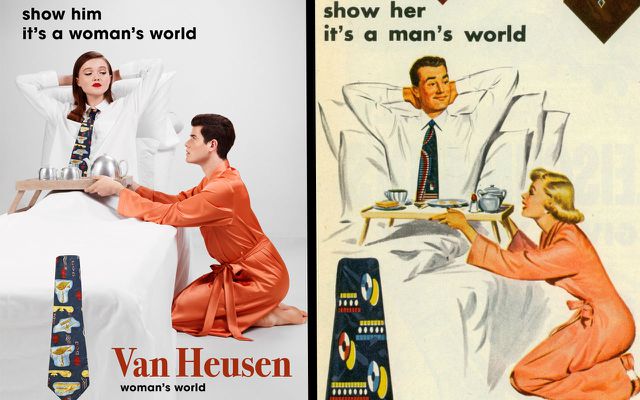 show him
it's a woman's world
Van Heusen
woman's world
show her
it's a man's world